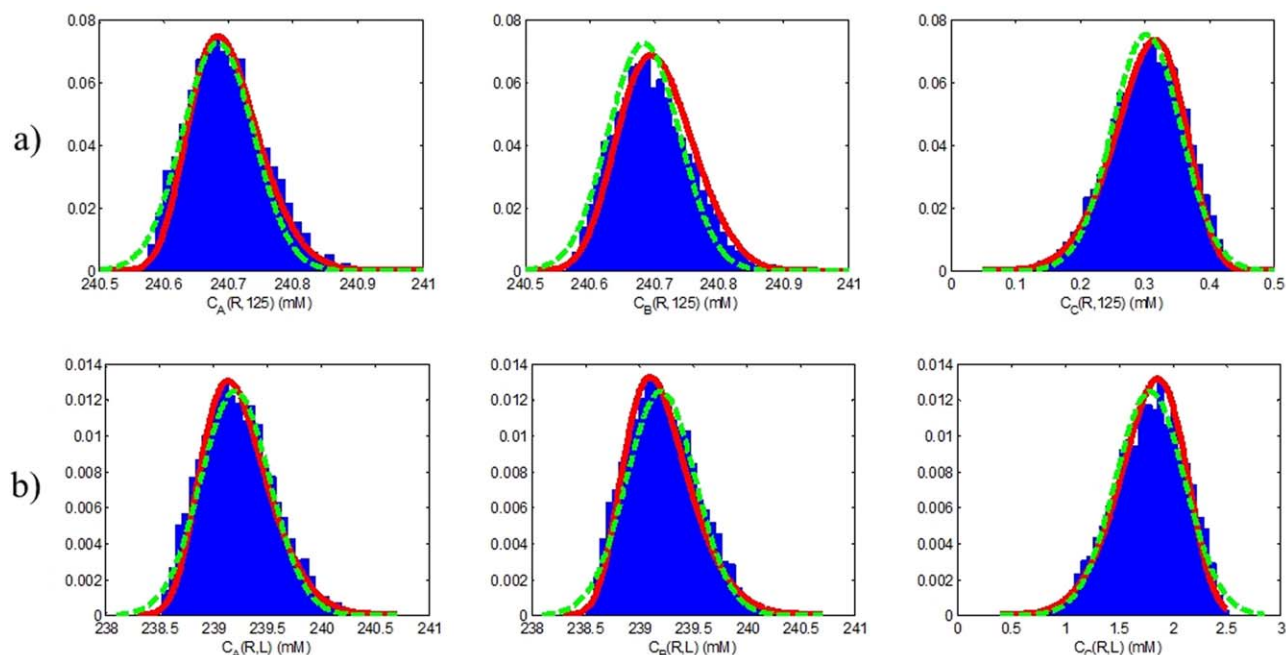 a)
0.08
0.06
0.04
0.02
0
240.5 240.6 240.7 240.8 240.9 241
C_A(R,125) (mM)
0.08
0.06
0.04
0.02
0
240.5 240.6 240.7 240.8 240.9 241
C_B(R,125) (mM)
0.08
0.06
0.04
0.02
0
0 0.1 0.2 0.3 0.4 0.5
C_C(R,125) (mM)
b)
0.014
0.012
0.01
0.008
0.006
0.004
0.002
0
238 238.5 239 239.5 240 240.5 241
C_A(R,L) (mM)
0.014
0.012
0.01
0.008
0.006
0.004
0.002
0
238 238.5 239 239.5 240 240.5 241
C_B(R,L) (mM)
0.014
0.012
0.01
0.008
0.006
0.004
0.002
0
0 0.5 1 1.5 2 2.5 3
C_C(R,L) (mM)